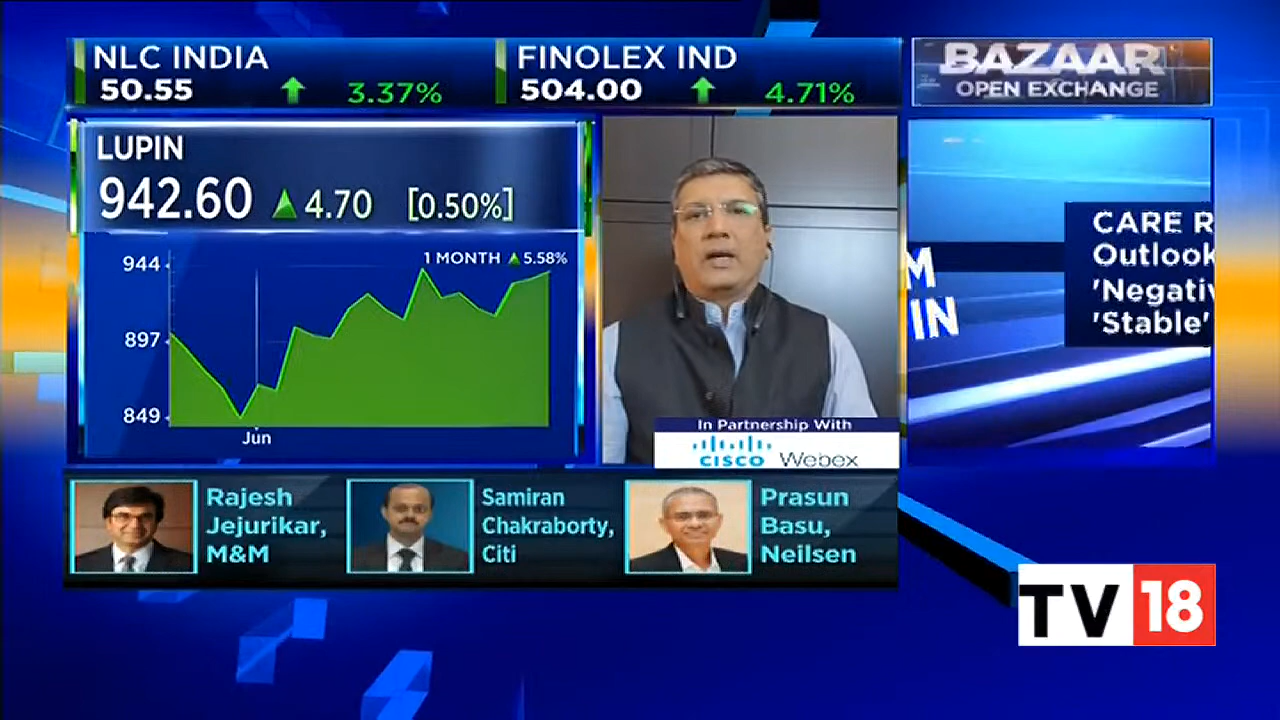 NLC INDIA
50.55 3.37%
FINOLEX IND
504.00 4.71%
BAZAAR
OPEN EXCHANGE
LUPIN
942.60 4.70 [0.50%]
1 MONTH 5.58%
944
897
849
Jun
In Partnership With
CISCO Webex
M
IN
CARE R
Outlook
'Negativ
'Stable'
Rajesh
Jejurikar,
M&M
Samiran
Chakraborty,
Citi
Prasun
Basu,
Neilsen
TV18